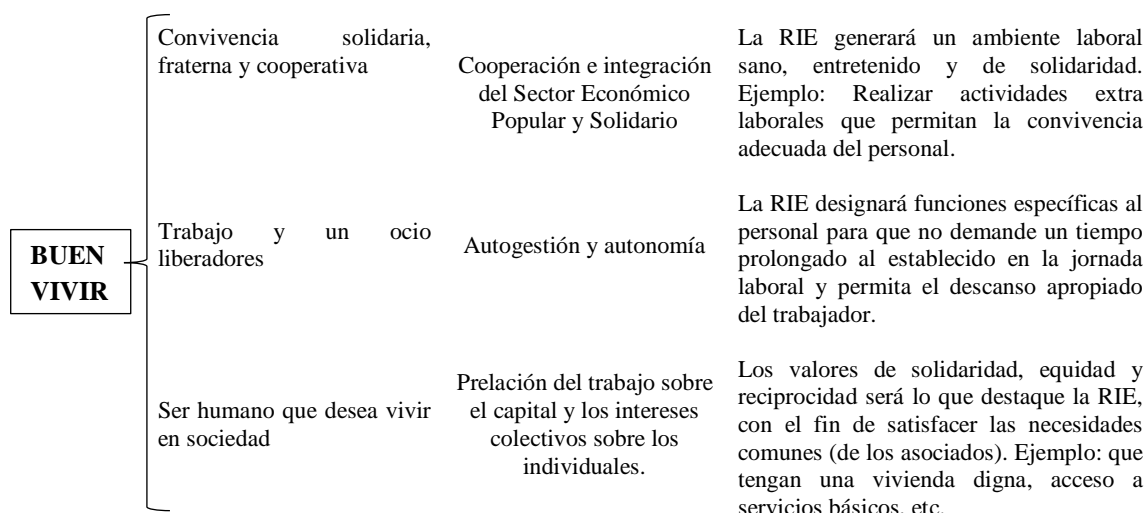 BUEN
VIVIR
Convivencia solidaria,
fraterna y cooperativa
Cooperación e integración
del Sector Económico
Popular y Solidario
La RIE generará un ambiente laboral
sano, entretenido y de solidaridad.
Ejemplo: Realizar actividades extra
laborales que permitan la convivencia
adecuada del personal.
Trabajo y un ocio
liberadores
Autogestión y autonomía
La RIE designará funciones específicas al
personal para que no demande un tiempo
prolongado al establecido en la jornada
laboral y permita el descanso apropiado
del trabajador.
Ser humano que desea vivir
en sociedad
Prelación del trabajo sobre
el capital y los intereses
colectivos sobre los
individuales.
Los valores de solidaridad, equidad y
reciprocidad será lo que destaque la RIE,
con el fin de satisfacer las necesidades
comunes (de los asociados). Ejemplo: que
tengan una vivienda digna, acceso a
servicios básicos, etc.